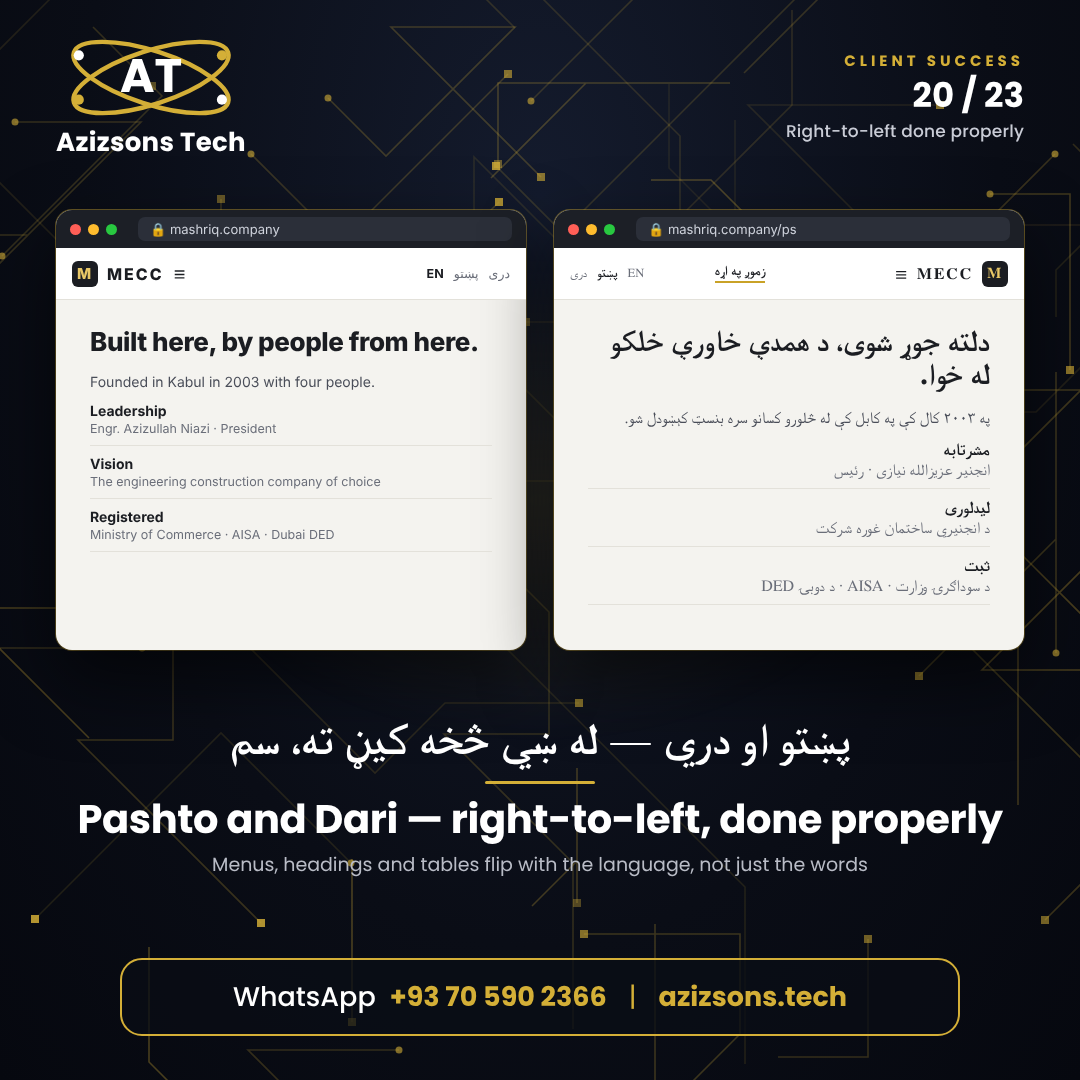 AT
Azizsons Tech
CLIENT SUCCESS
20 / 23
Right-to-left done properly
mashriq.company
M MECC ≡ EN پښتو دری
Built here, by people from here.
Founded in Kabul in 2003 with four people.
Leadership
Engr. Azizullah Niazi · President
Vision
The engineering construction company of choice
Registered
Ministry of Commerce · AISA · Dubai DED
mashriq.company/ps
M MECC ≡ زموږ په اړه EN پښتو دری
دلته جوړ شوی، د همدې خاورې خلکو
له خوا.
په ۲۰۰۳ کال کې په کابل کې له څلورو کسانو سره بنسټ کېښودل شو.
مشرتابه
انجنیر عزیزالله نیازی · رئیس
لیدلوری
د انجنیرۍ ساختمان غوره شرکت
ثبت
د سوداګرۍ وزارت · AISA · د دوبۍ DED
پښتو او دري — له ښي څخه کيڼ ته، سم
Pashto and Dari — right-to-left, done properly
Menus, headings and tables flip with the language, not just the words
WhatsApp +93 70 590 2366 | azizsons.tech